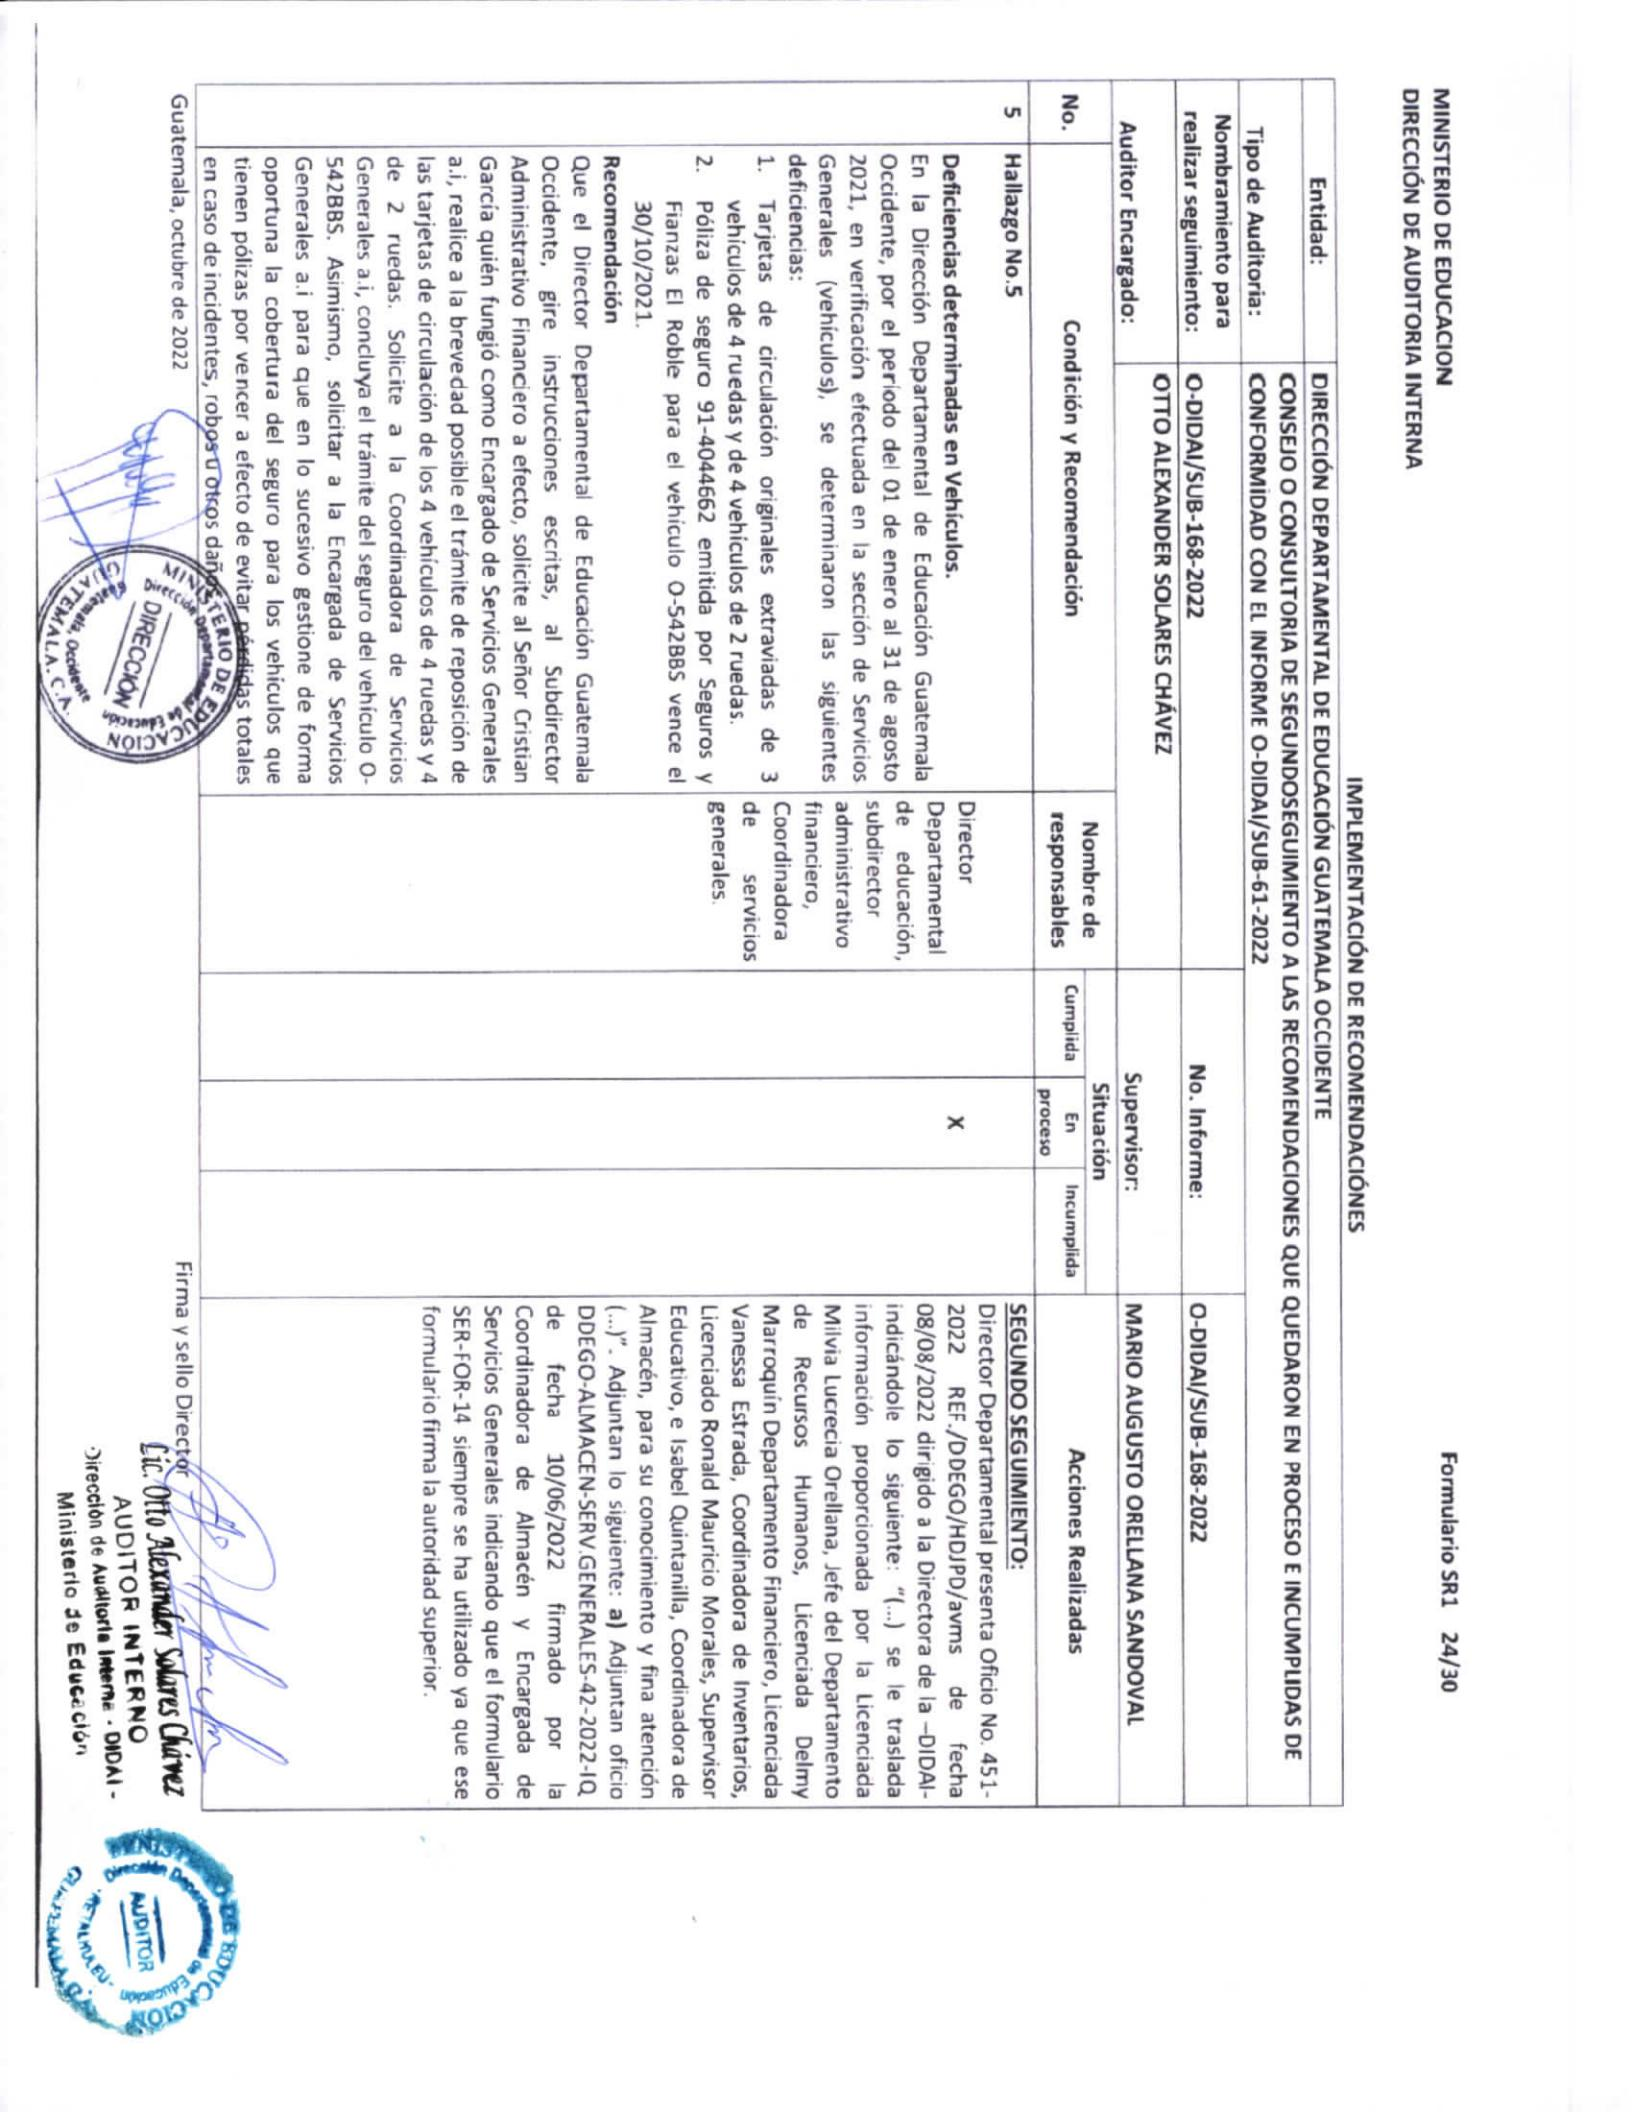 MINISTERIO DE EDUCACION
DIRECCIÓN DE AUDITORIA INTERNA
Formulario SR1 24/30
IMPLEMENTACIÓN DE RECOMENDACIÓNES
Entidad:
DIRECCIÓN DEPARTAMENTAL DE EDUCACIÓN GUATEMALA OCCIDENTE
Tipo de Auditoria:
CONSEJO O CONSULTORIA DE SEGUNDOSEGUIMIENTO A LAS RECOMENDACIONES QUE QUEDARON EN PROCESO E INCUMPLIDAS DE
CONFORMIDAD CON EL INFORME O-DIDAI/SUB-61-2022
Nombramiento para
realizar seguimiento:
O-DIDAI/SUB-168-2022
No. Informe:
O-DIDAI/SUB-168-2022
Auditor Encargado:
OTTO ALEXANDER SOLARES CHÁVEZ
Supervisor:
MARIO AUGUSTO ORELLANA SANDOVAL
No.
Condición y Recomendación
Nombre de
responsables
Situación
Cumplida
En
proceso
Incumplida
Acciones Realizadas
5
Hallazgo No.5
Deficiencias determinadas en Vehículos.
En la Dirección Departamental de Educación Guatemala
Occidente, por el período del 01 de enero al 31 de agosto
2021, en verificación efectuada en la sección de Servicios
Generales (vehículos), se determinaron las siguientes
deficiencias:
1. Tarjetas de circulación originales extraviadas de 3
vehículos de 4 ruedas y de 4 vehículos de 2 ruedas.
2. Póliza de seguro 91-4044662 emitida por Seguros y
Fianzas El Roble para el vehículo O-542BBS vence el
30/10/2021.
Recomendación
Que el Director Departamental de Educación Guatemala
Occidente, gire instrucciones escritas, al Subdirector
Administrativo Financiero a efecto, solicite al Señor Cristian
García quién fungió como Encargado de Servicios Generales
a.i, realice a la brevedad posible el trámite de reposición de
las tarjetas de circulación de los 4 vehículos de 4 ruedas y 4
de 2 ruedas. Solicite a la Coordinadora de Servicios
Generales a.i, concluya el trámite del seguro del vehículo O-
542BBS. Asimismo, solicitar a la Encargada de Servicios
Generales a.i para que en lo sucesivo gestione de forma
oportuna la cobertura del seguro para los vehículos que
tienen pólizas por vencer a efecto de evitar pérdidas totales
en caso de incidentes, robos u otros daños
Director
Departamental
de educación,
subdirector
administrativo
financiero,
Coordinadora
de servicios
generales.
X
SEGUNDO SEGUIMIENTO:
Director Departamental presenta Oficio No. 451-
2022 REF./DDEGO/HDJPD/avms de fecha
08/08/2022 dirigido a la Directora de la –DIDAI-
indicándole lo siguiente: “(...) se le traslada
información proporcionada por la Licenciada
Milvia Lucrecia Orellana, Jefe del Departamento
de Recursos Humanos, Licenciada Delmy
Marroquín Departamento Financiero, Licenciada
Vanessa Estrada, Coordinadora de Inventarios,
Licenciado Ronald Mauricio Morales, Supervisor
Educativo, e Isabel Quintanilla, Coordinadora de
Almacén, para su conocimiento y fina atención
(...)”. Adjuntan lo siguiente: a) Adjuntan oficio
DDEGO-ALMACEN-SERV.GENERALES-42-2022-IQ
de fecha 10/06/2022 firmado por la
Coordinadora de Almacén y Encargada de
Servicios Generales indicando que el formulario
SER-FOR-14 siempre se ha utilizado ya que ese
formulario firma la autoridad superior.
Guatemala, octubre de 2022
Firma y sello Director
MINISTERIO DE EDUCACION
Dirección Departamental de Educación
DIRECCIÓN
Guatemala, Occidente
GUATEMALA, C.A.
Lic. Otto Alexander Solares Chávez
AUDITOR INTERNO
Dirección de Auditoria Interna - DIDAI -
Ministerio de Educación
MINISTERIO DE EDUCACION
Dirección Departamental de Educación
AUDITOR
RETALHULEU